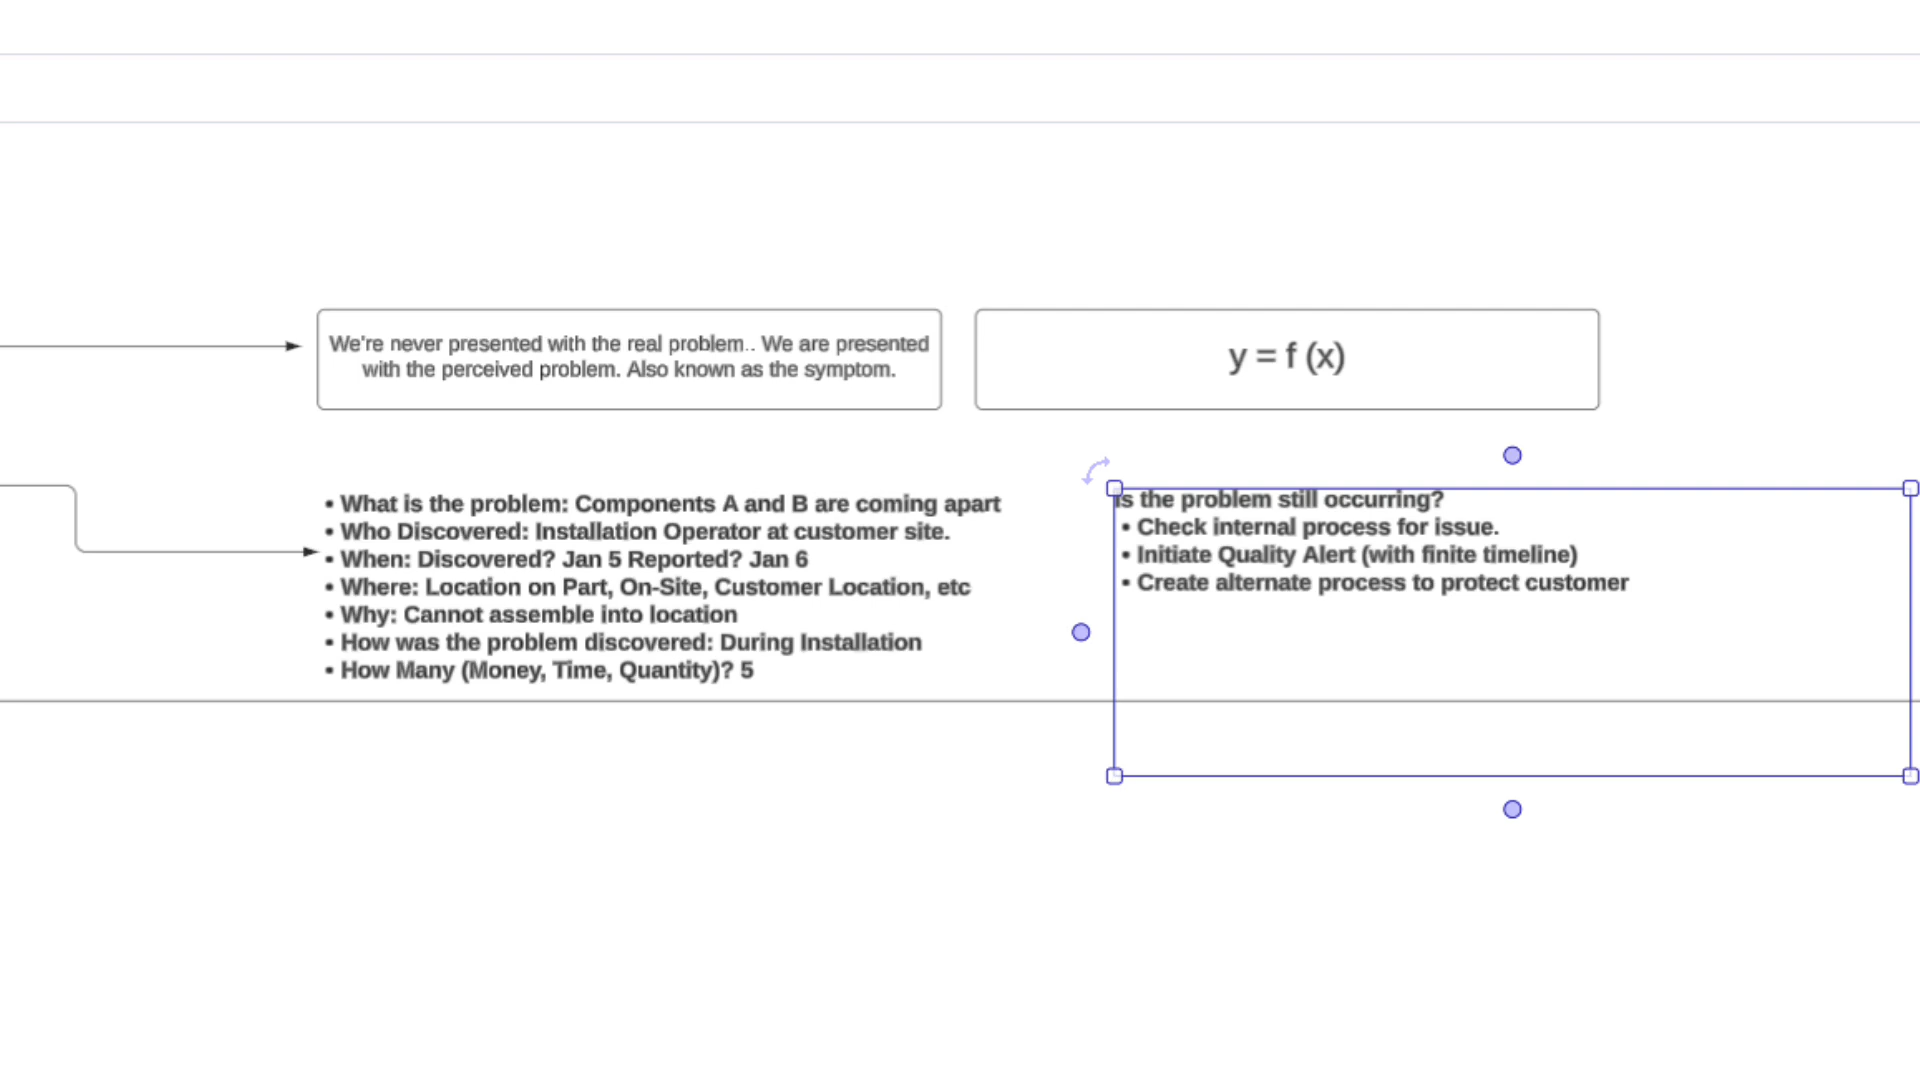 We're never presented with the real problem.. We are presented
with the perceived problem. Also known as the symptom.
y = f (x)
• What is the problem: Components A and B are coming apart
• Who Discovered: Installation Operator at customer site.
• When: Discovered? Jan 5 Reported? Jan 6
• Where: Location on Part, On-Site, Customer Location, etc
• Why: Cannot assemble into location
• How was the problem discovered: During Installation
• How Many (Money, Time, Quantity)? 5
Is the problem still occurring?
• Check internal process for issue.
• Initiate Quality Alert (with finite timeline)
• Create alternate process to protect customer